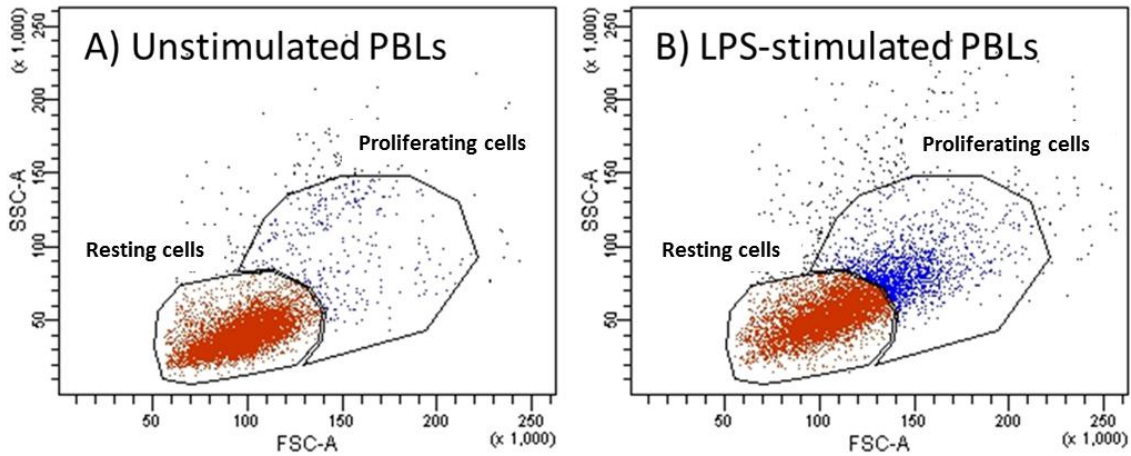 A) Unstimulated PBLs
Proliferating cells
Resting cells
SSC-A
(x 1,000)
250
200
150
100
50
50
100
150
200
250
FSC-A
(x 1,000)
B) LPS-stimulated PBLs
Proliferating cells
Resting cells
SSC-A
(x 1,000)
250
200
150
100
50
50
100
150
200
250
FSC-A
(x 1,000)